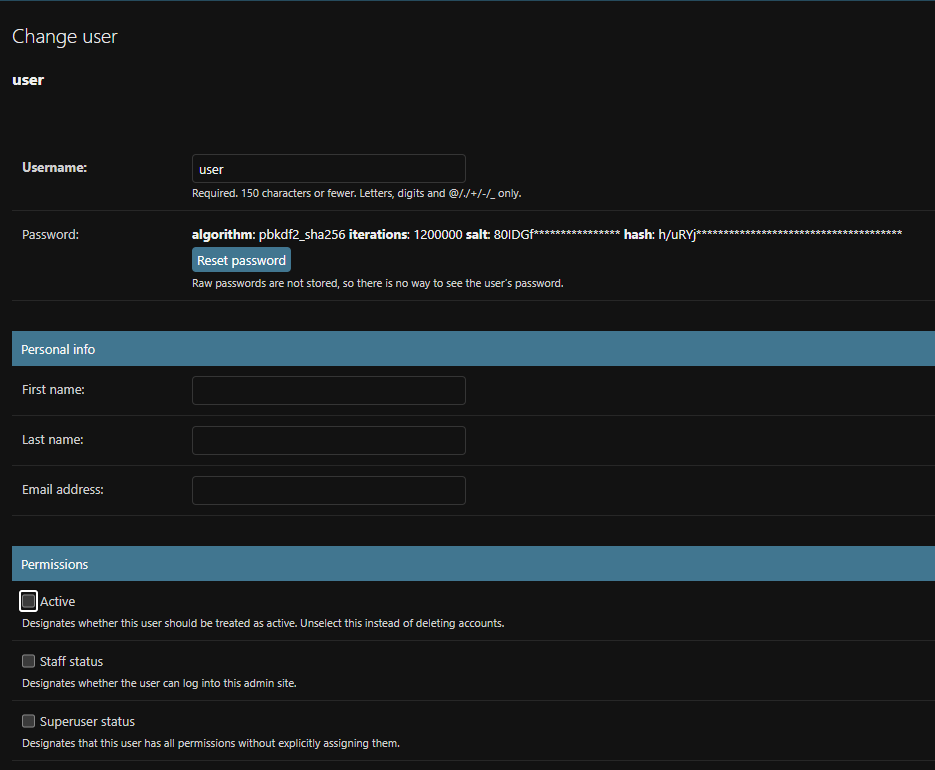 Change user
user
Username:
user
Required. 150 characters or fewer. Letters, digits and @/./+/-/_ only.
Password:
algorithm: pbkdf2_sha256 iterations: 1200000 salt: 80IDGf**************** hash: h/uRYj**************************************
Reset password
Raw passwords are not stored, so there is no way to see the user's password.
Personal info
First name:
Last name:
Email address:
Permissions
Active
Designates whether this user should be treated as active. Unselect this instead of deleting accounts.
Staff status
Designates whether the user can log into this admin site.
Superuser status
Designates that this user has all permissions without explicitly assigning them.